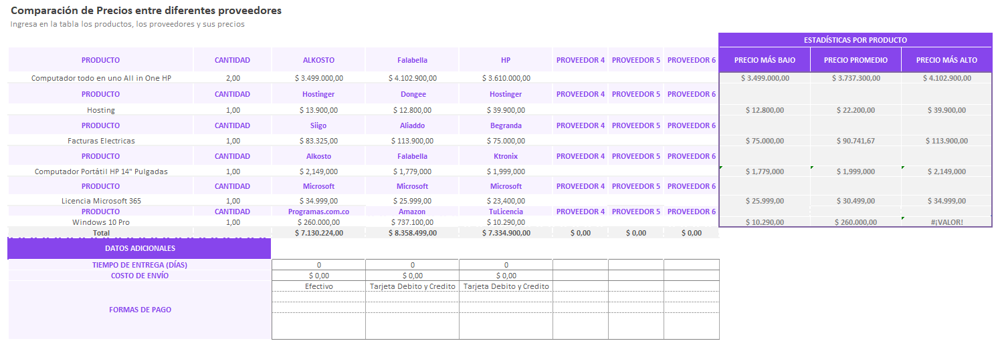 Comparación de Precios entre diferentes proveedores
Ingresa en la tabla los productos, los proveedores y sus precios
ESTADÍSTICAS POR PRODUCTO
PRODUCTO CANTIDAD ALKOSTO Falabella HP PROVEEDOR 4 PROVEEDOR 5 PROVEEDOR 6 PRECIO MÁS BAJO PRECIO PROMEDIO PRECIO MÁS ALTO
Computador todo en uno All in One HP 2,00 $ 3.499.000,00 $ 4.102.900,00 $ 3.610.000,00 $ 3.499.000,00 $ 3.737.300,00 $ 4.102.900,00
PRODUCTO CANTIDAD Hostinger Dongee Hostinger PROVEEDOR 4 PROVEEDOR 5 PROVEEDOR 6
Hosting 1,00 $ 13.900,00 $ 12.800,00 $ 39.900,00 $ 12.800,00 $ 22.200,00 $ 39.900,00
PRODUCTO CANTIDAD Siigo Aliaddo Begranda PROVEEDOR 4 PROVEEDOR 5 PROVEEDOR 6
Facturas Electricas 1,00 $ 83.325,00 $ 113.900,00 $ 75.000,00 $ 75.000,00 $ 90.741,67 $ 113.900,00
PRODUCTO CANTIDAD Alkosto Falabella Ktronix PROVEEDOR 4 PROVEEDOR 5 PROVEEDOR 6
Computador Portátil HP 14" Pulgadas 1,00 $ 2,149,000 $ 1,779,000 $ 1,999,000 $ 1,779,000 $ 1,999,000 $ 2,149,000
PRODUCTO CANTIDAD Microsoft Microsoft Microsoft PROVEEDOR 4 PROVEEDOR 5 PROVEEDOR 6
Licencia Microsoft 365 1,00 $ 34.999,00 $ 25.999,00 $ 23,400,00 $ 25.999,00 $ 30.499,00 $ 34.999,00
PRODUCTO CANTIDAD Programas.com.co Amazon TuLicencia PROVEEDOR 4 PROVEEDOR 5 PROVEEDOR 6
Windows 10 Pro 1,00 $ 260.000,00 $ 737.100,00 $ 10.290,00 $ 10.290,00 $ 260.000,00 #¡VALOR!
Total $ 7.130.224,00 $ 8.358.499,00 $ 7.334.900,00 $ 0,00 $ 0,00 $ 0,00
DATOS ADICIONALES
TIEMPO DE ENTREGA (DÍAS) 0 0 0
COSTO DE ENVÍO $ 0,00 $ 0,00 $ 0,00
Efectivo Tarjeta Debito y Credito Tarjeta Debito y Credito
FORMAS DE PAGO